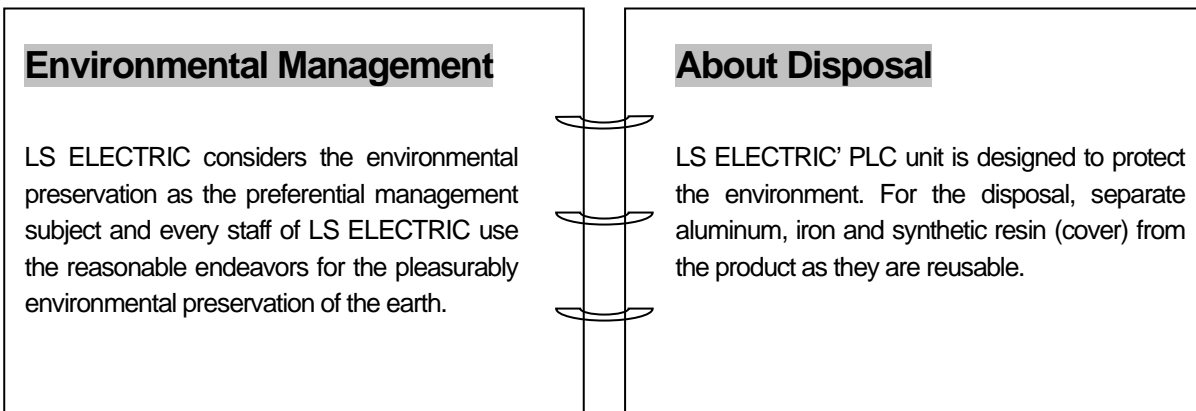 Environmental Management
LS ELECTRIC considers the environmental
preservation as the preferential management
subject and every staff of LS ELECTRIC use
the reasonable endeavors for the pleasurably
environmental preservation of the earth.
About Disposal
LS ELECTRIC’ PLC unit is designed to protect
the environment. For the disposal, separate
aluminum, iron and synthetic resin (cover) from
the product as they are reusable.